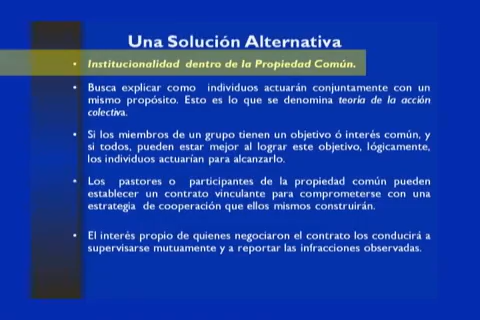 Una Solución Alternativa
• Institucionalidad dentro de la Propiedad Común.
• Busca explicar como individuos actuarán conjuntamente con un
mismo propósito. Esto es lo que se denomina teoría de la acción
colectiva.
• Si los miembros de un grupo tienen un objetivo ó interés común, y
si todos, pueden estar mejor al lograr este objetivo, lógicamente,
los individuos actuarían para alcanzarlo.
• Los pastores o participantes de la propiedad común pueden
establecer un contrato vinculante para comprometerse con una
estrategia de cooperación que ellos mismos construirán.
• El interés propio de quienes negociaron el contrato los conducirá a
supervisarse mutuamente y a reportar las infracciones observadas.